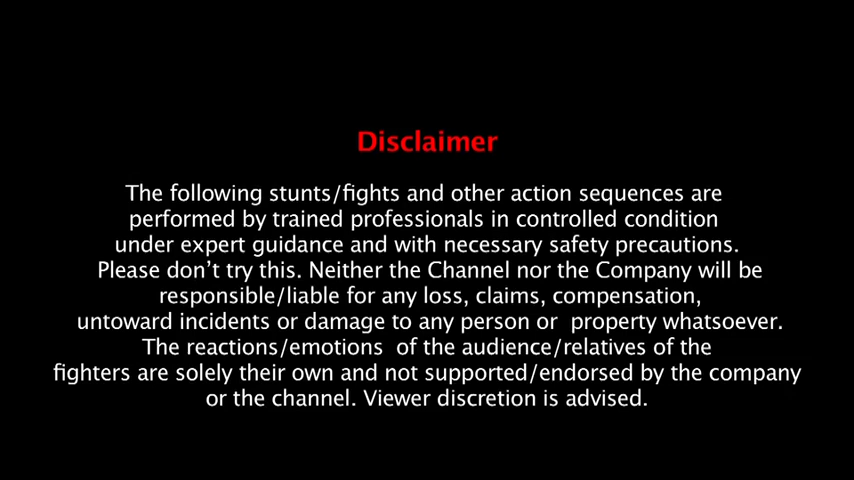 Disclaimer
The following stunts/fights and other action sequences are
performed by trained professionals in controlled condition
under expert guidance and with necessary safety precautions.
Please don't try this. Neither the Channel nor the Company will be
responsible/liable for any loss, claims, compensation,
untoward incidents or damage to any person or  property whatsoever.
The reactions/emotions  of the audience/relatives of the
fighters are solely their own and not supported/endorsed by the company
or the channel. Viewer discretion is advised.